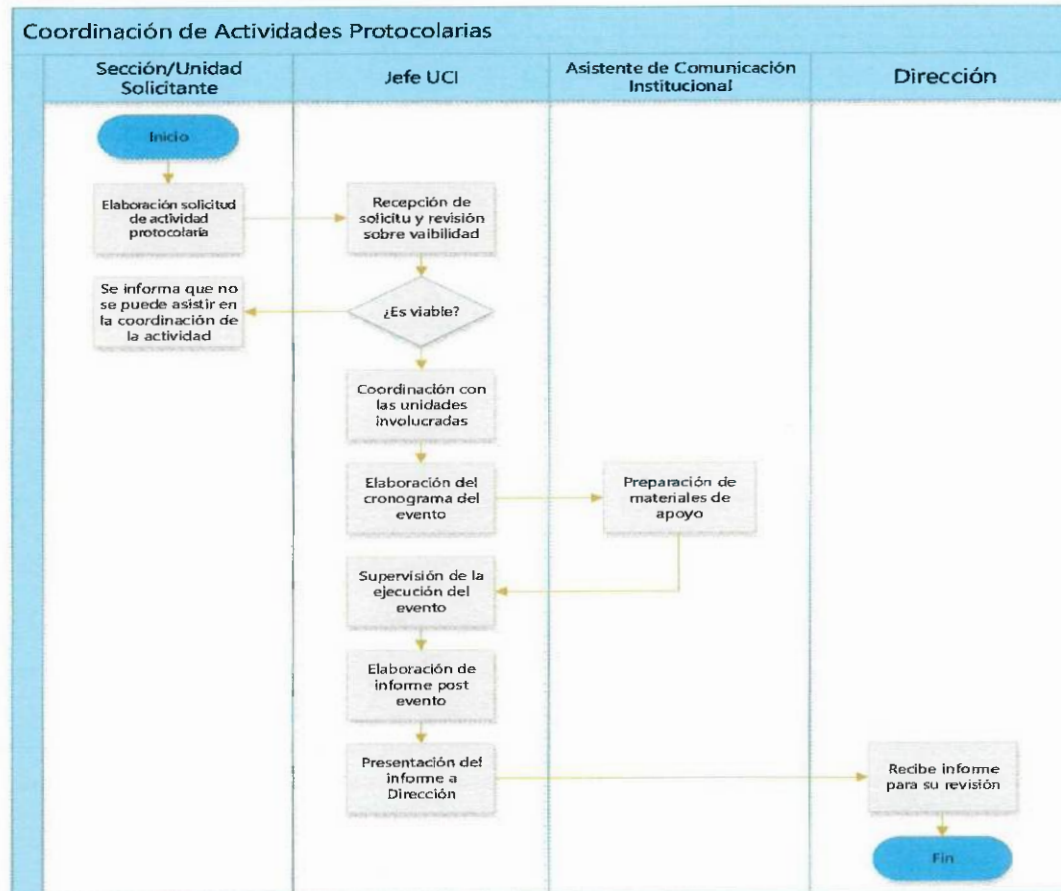 Coordinación de Actividades Protocolarias
Sección/Unidad
Solicitante
Jefe UCI
Asistente de Comunicación
Institucional
Dirección
Inicio
Elaboración solicitud
de actividad
protocolaría
Recepción de
solicitu y revisión
sobre vaibilidad
Se informa que no
se puede asistir en
la coordinación de
la actividad
¿Es viable?
Coordinación con
las unidades
involucradas
Elaboración del
cronograma del
evento
Preparación de
materiales de
apoyo
Supervisión de la
ejecución del
evento
Elaboración de
informe post
evento
Presentación del
informe a
Dirección
Recibe informe
para su revisión
Fin